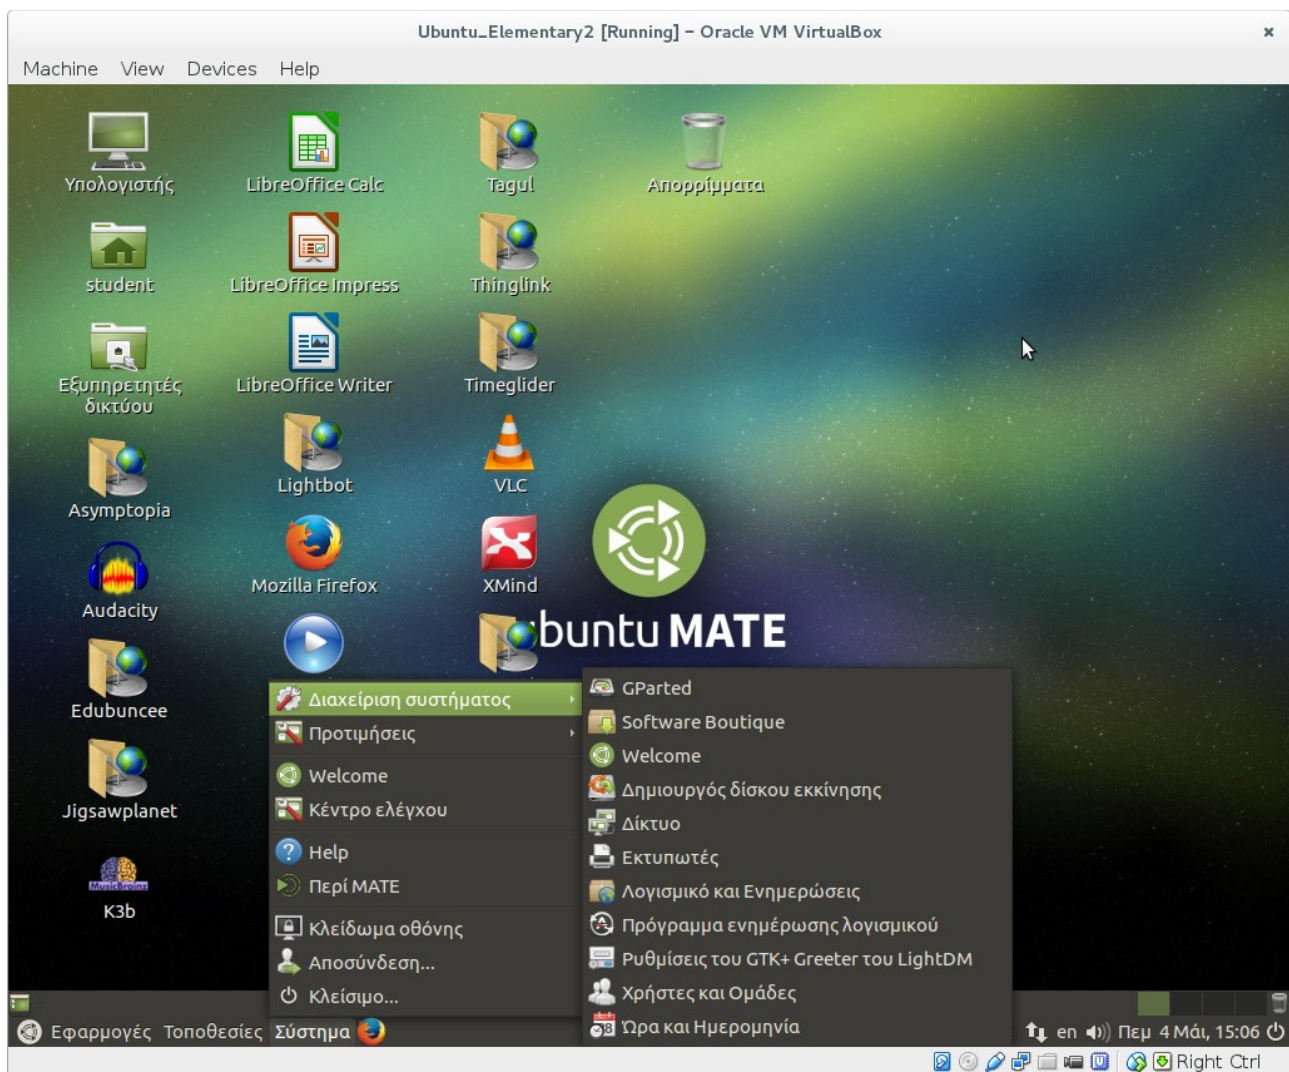 Ubuntu_Elementary2 [Running] – Oracle VM VirtualBox
Machine View Devices Help
Υπολογιστής
LibreOffice Calc
Tagul
Απορρίμματα
student
LibreOffice Impress
Thinglink
Εξυπηρετητές
δικτύου
LibreOffice Writer
Timeglider
Asymptopia
Lightbot
VLC
Audacity
Mozilla Firefox
XMind
Edubuncee
Jigsawplanet
MusicBrainz
K3b
ubuntu MATE
Διαχείριση συστήματος
Προτιμήσεις
Welcome
Κέντρο ελέγχου
Help
Περί MATE
Κλείδωμα οθόνης
Αποσύνδεση...
Κλείσιμο...
GParted
Software Boutique
Welcome
Δημιουργός δίσκου εκκίνησης
Δίκτυο
Εκτυπωτές
Λογισμικό και Ενημερώσεις
Πρόγραμμα ενημέρωσης λογισμικού
Ρυθμίσεις του GTK+ Greeter του LightDM
Χρήστες και Ομάδες
Ώρα και Ημερομηνία
Εφαρμογές Τοποθεσίες Σύστημα
en Πεμ 4 Μάι, 15:06
Right Ctrl